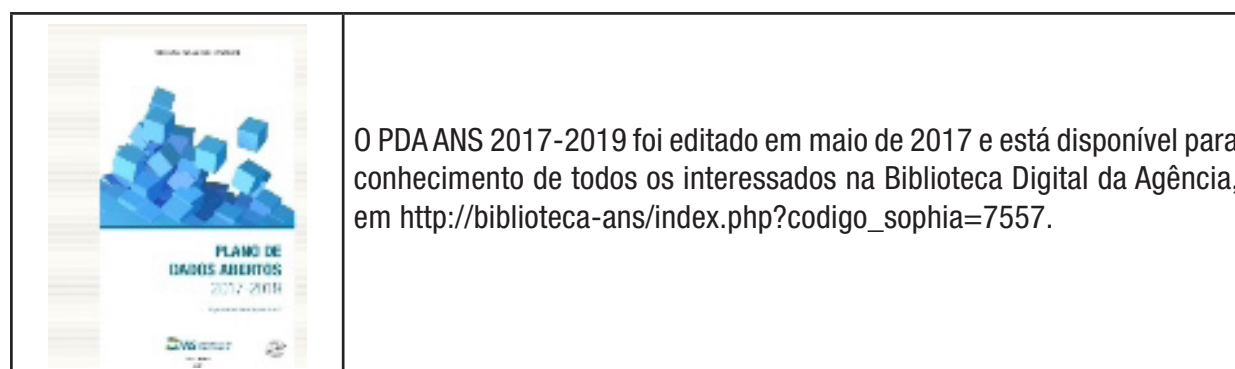 PLANO DE
DADOS ABERTOS
O PDA ANS 2017-2019 foi editado em maio de 2017 e está disponível para
conhecimento de todos os interessados na Biblioteca Digital da Agência,
em http://biblioteca-ans/index.php?codigo_sophia=7557.